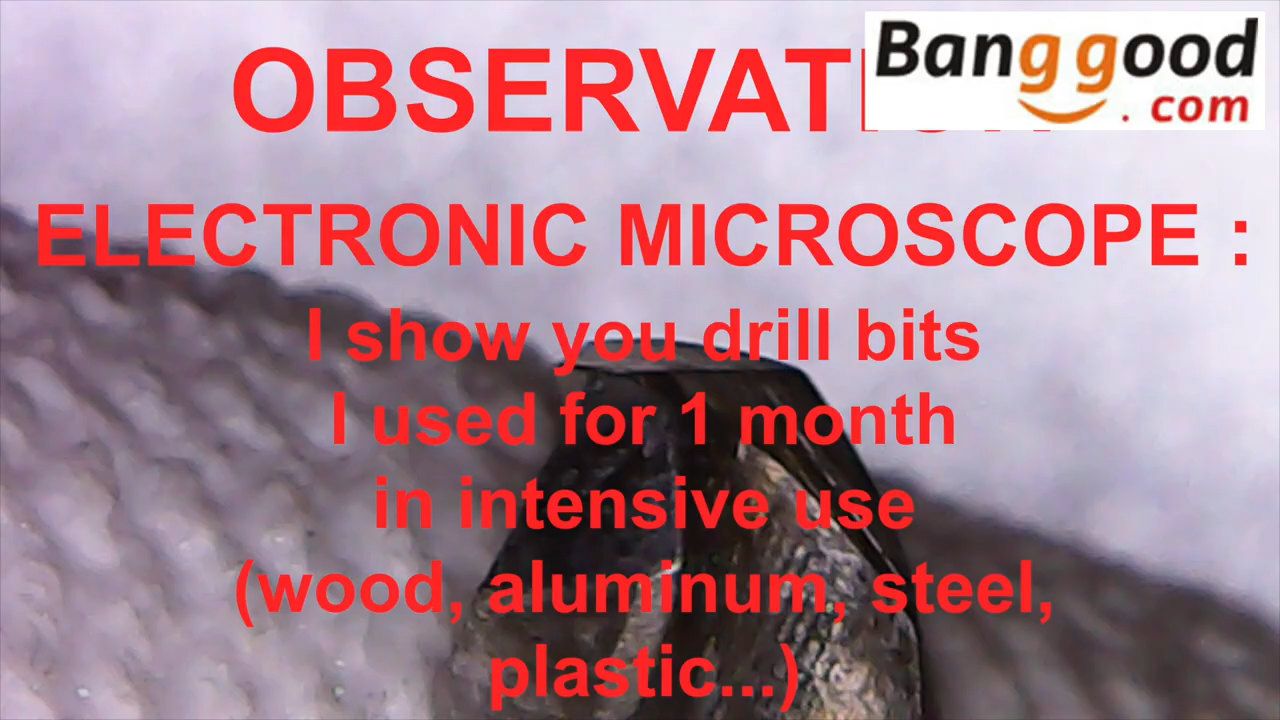 Banggood
.com
OBSERVATION
ELECTRONIC MICROSCOPE :
I show you drill bits
I used for 1 month
in intensive use
(wood, aluminum, steel,
plastic...)